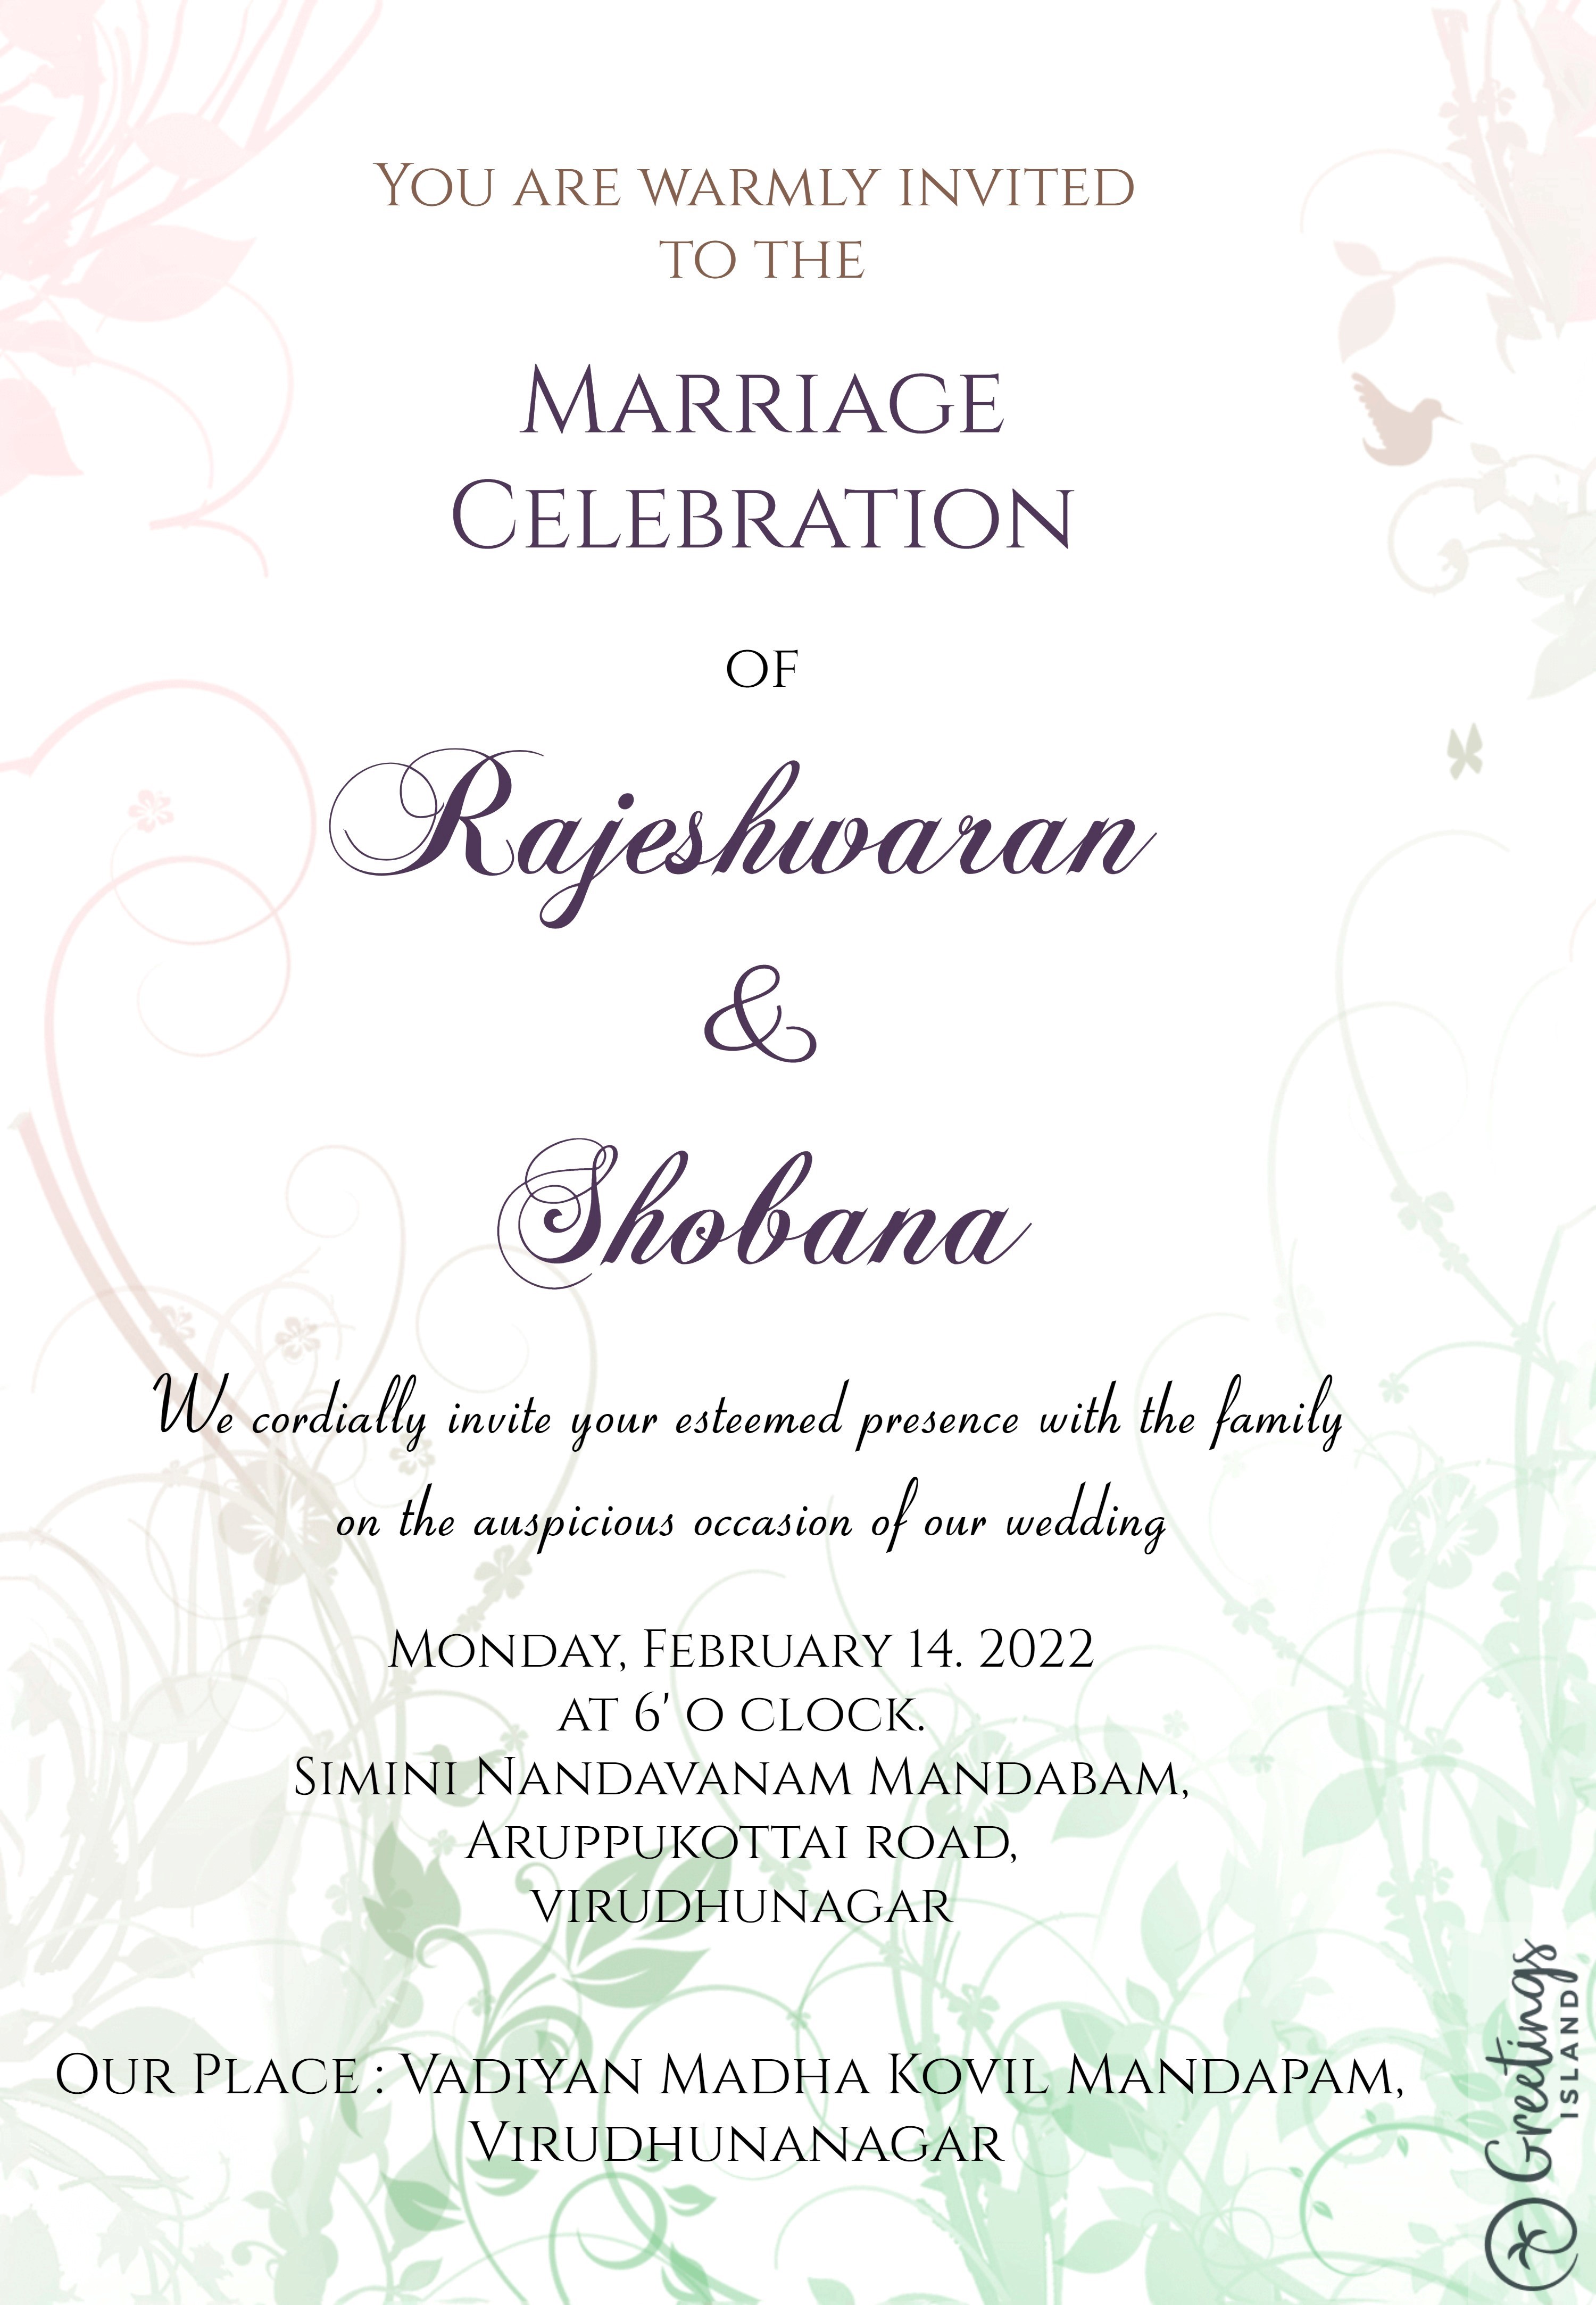 You are warmly invited
to the
Marriage
Celebration
of
Rajeshwaran
&
Shobana
We cordially invite your esteemed presence with the family
on the auspicious occasion of our wedding
Monday, February 14. 2022
at 6' o clock.
Simini Nandavanam Mandabam,
Aruppukottai road,
virudhunagar
Our Place : Vadiyan Madha Kovil Mandapam,
Virudhunanagar
Greetings
ISLAND